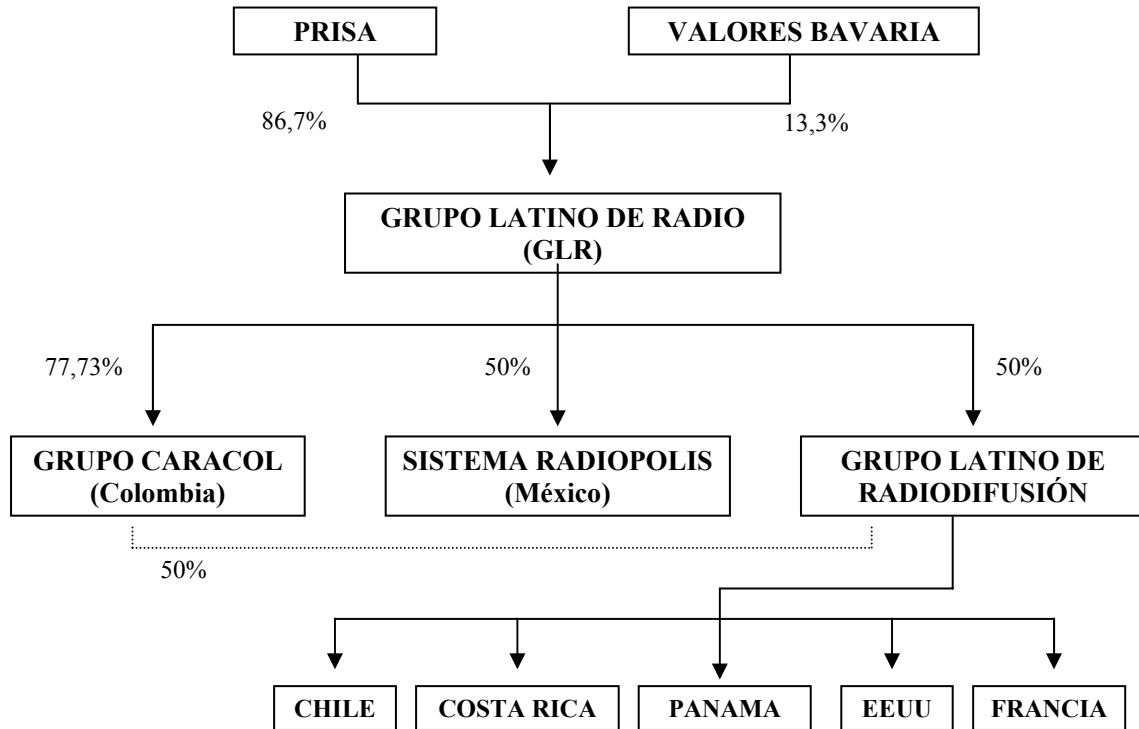 PRISA
VALORES BAVARIA
86,7%
13,3%
GRUPO LATINO DE RADIO
(GLR)
77,73%
50%
50%
GRUPO CARACOL
(Colombia)
SISTEMA RADIOPOLIS
(México)
GRUPO LATINO DE
RADIODIFUSIÓN
50%
CHILE
COSTA RICA
PANAMA
EEUU
FRANCIA